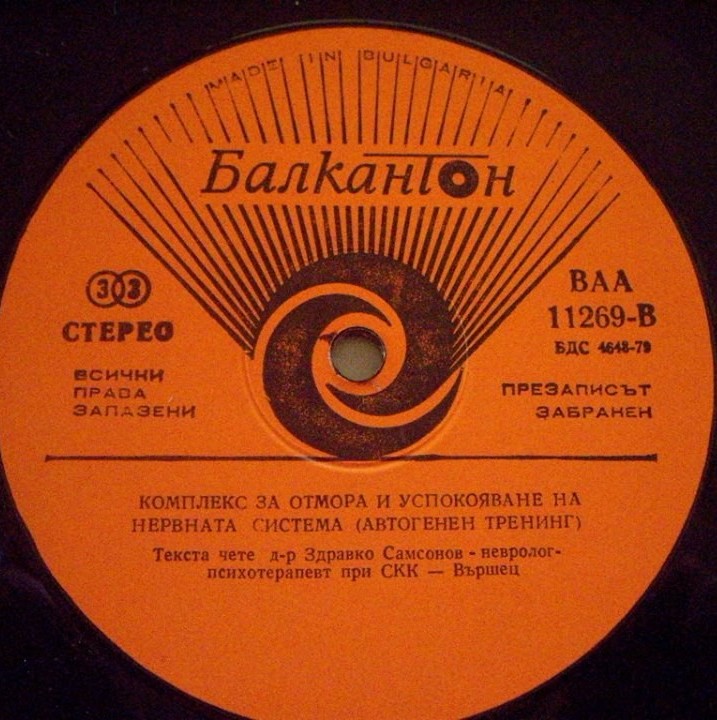 MADE IN BULGARIA
Балкантон
33
СТЕРЕО
ВСИЧКИ
ПРАВА
ЗАПАЗЕНИ
ВАА
11269-В
БДС 4648-79
ПРЕЗАПИСЪТ
ЗАБРАНЕН
КОМПЛЕКС ЗА ОТМОРА И УСПОКОЯВАНЕ НА
НЕРВНАТА СИСТЕМА (АВТОГЕНЕН ТРЕНИНГ)
Текста чете д-р Здравко Самсонов - невролог-
психотерапевт при СКК — Вършец